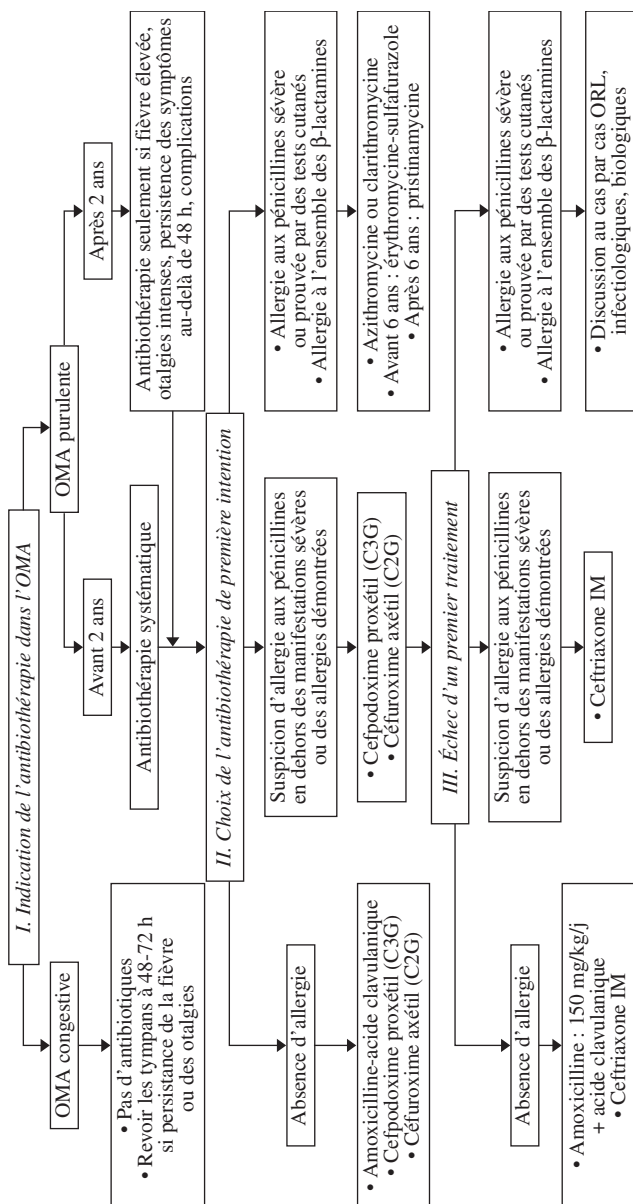 I. Indication de l'antibiothérapie dans l'OMA
OMA congestive
• Pas d'antibiotiques
• Revoir les tympans à 48-72 h
si persistance de la fièvre
ou des otalgies
OMA purulente
Avant 2 ans
Antibiothérapie systématique
Après 2 ans
Antibiothérapie seulement si fièvre élevée,
otalgies intenses, persistence des symptômes
au-delà de 48 h, complications
II. Choix de l'antibiothérapie de première intention
Absence d'allergie
• Amoxicilline-acide clavulanique
• Cefpodoxime proxétil (C3G)
• Céfuroxime axétil (C2G)
Suspicion d'allergie aux pénicillines
en dehors des manifestations sévères
ou des allergies démontrées
• Cefpodoxime proxétil (C3G)
• Céfuroxime axétil (C2G)
• Allergie aux pénicillines sévère
ou prouvée par des tests cutanés
• Allergie à l'ensemble des β-lactamines
• Azithromycine ou clarithromycine
• Avant 6 ans : érythromycine-sulfafurazole
• Après 6 ans : pristinamycine
III. Échec d'un premier traitement
Absence d'allergie
• Amoxicilline : 150 mg/kg/j
+ acide clavulanique
• Ceftriaxone IM
Suspicion d'allergie aux pénicillines
en dehors des manifestations sévères
ou des allergies démontrées
• Ceftriaxone IM
• Allergie aux pénicillines sévère
ou prouvée par des tests cutanés
• Allergie à l'ensemble des β-lactamines
• Discussion au cas par cas ORL,
infectiologiques, biologiques